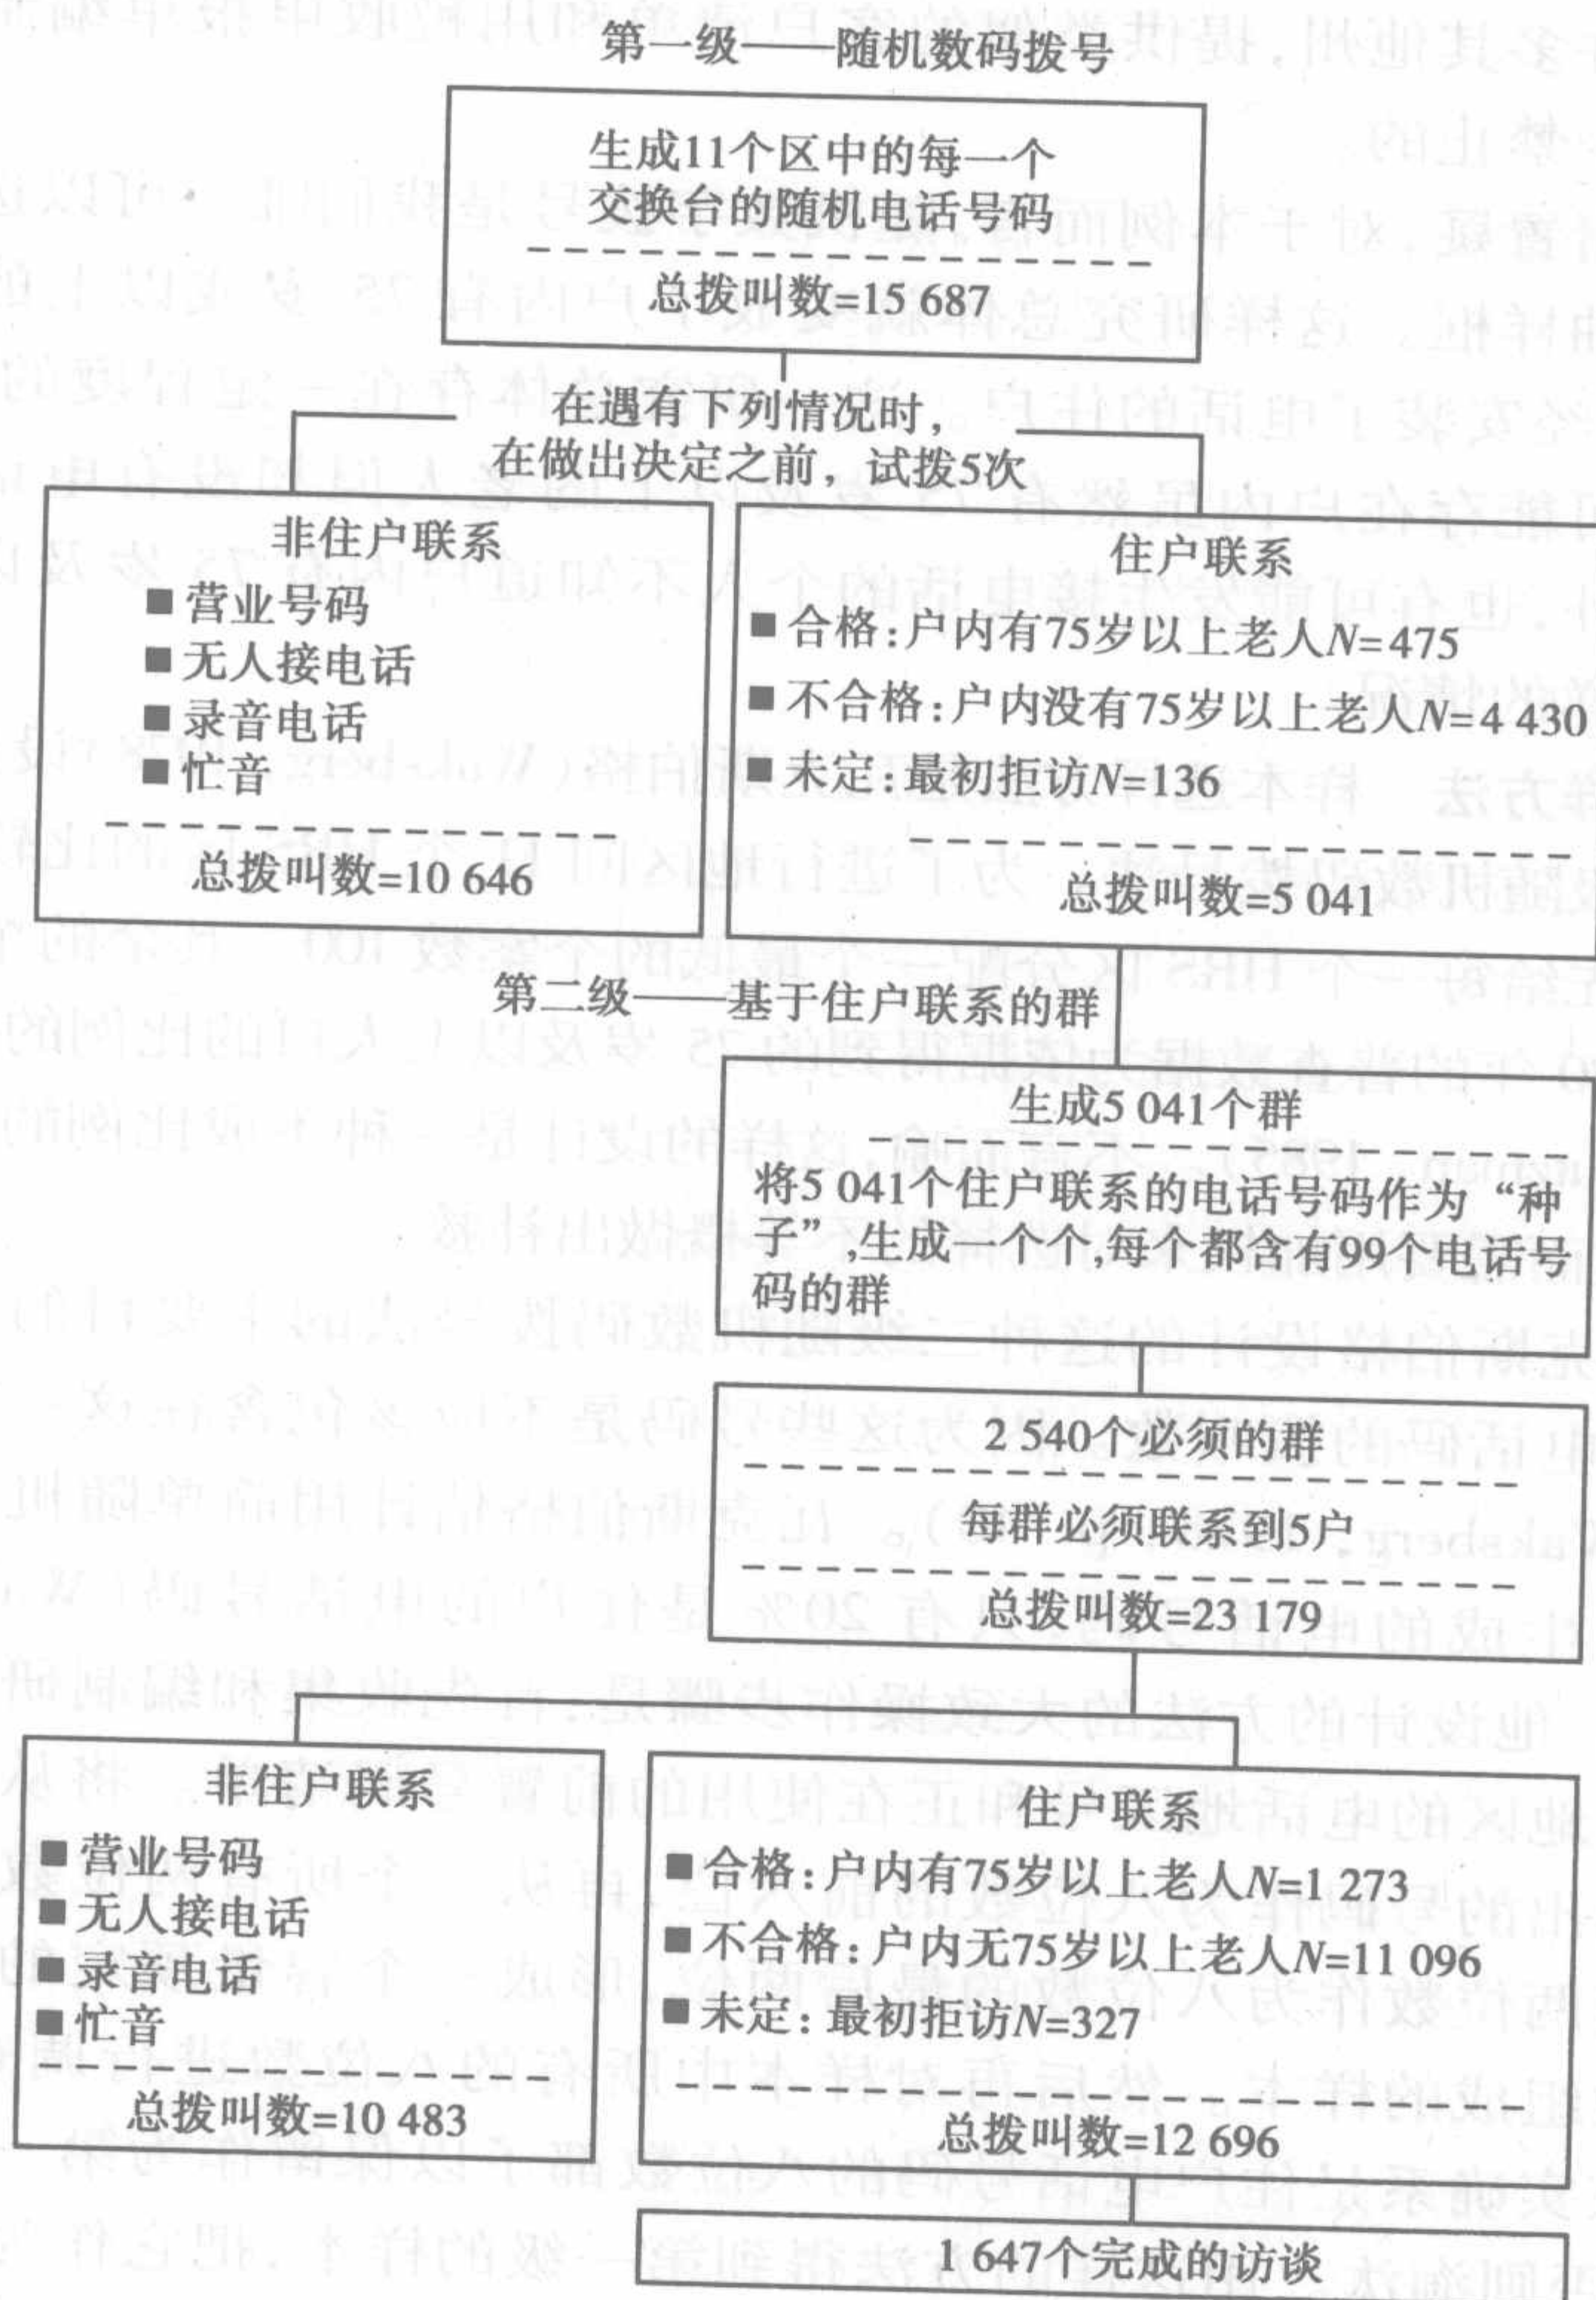 第一级——随机数码拨号
生成11个区中的每一个
交换台的随机电话号码
总拨叫数=15 687
在遇有下列情况时，
在做出决定之前，试拨5次
非住户联系
■ 营业号码
■ 无人接电话
■ 录音电话
■ 忙音
总拨叫数=10 646
住户联系
■ 合格：户内有75岁以上老人N=475
■ 不合格：户内没有75岁以上老人N=4 430
■ 未定：最初拒访N=136
总拨叫数=5 041
第二级——基于住户联系的群
生成5 041个群
将5 041个住户联系的电话号码作为“种
子”,生成一个个,每个都含有99个电话号
码的群
2 540个必须的群
每群必须联系到5户
总拨叫数=23 179
非住户联系
■ 营业号码
■ 无人接电话
■ 录音电话
■ 忙音
总拨叫数=10 483
住户联系
■ 合格：户内有75岁以上老人N=1 273
■ 不合格：户内无75岁以上老人N=11 096
■ 未定：最初拒访N=327
总拨叫数=12 696
1 647个完成的访谈